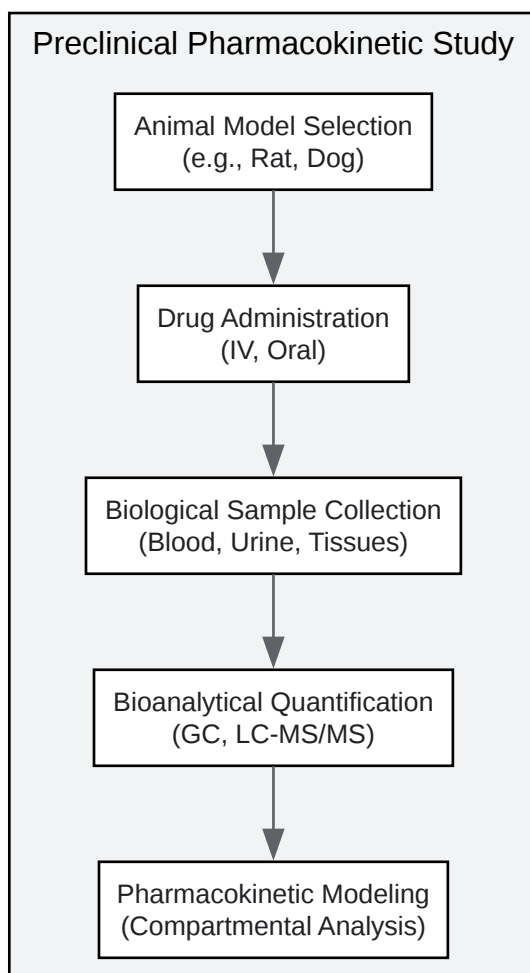 Preclinical Pharmacokinetic Study
Animal Model Selection
(e.g., Rat, Dog)
Drug Administration
(IV, Oral)
Biological Sample Collection
(Blood, Urine, Tissues)
Bioanalytical Quantification
(GC, LC-MS/MS)
Pharmacokinetic Modeling
(Compartmental Analysis)